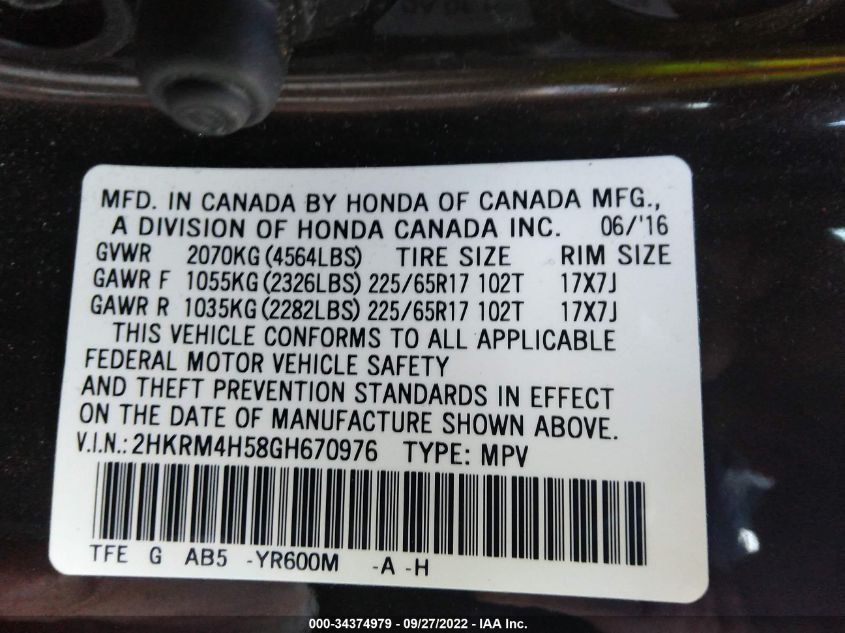 MFD. IN CANADA BY HONDA OF CANADA MFG.,
A DIVISION OF HONDA CANADA INC. 06/'16
GVWR 2070KG (4564LBS) TIRE SIZE RIM SIZE
GAWR F 1055KG (2326LBS) 225/65R17 102T 17X7J
GAWR R 1035KG (2282LBS) 225/65R17 102T 17X7J
THIS VEHICLE CONFORMS TO ALL APPLICABLE
FEDERAL MOTOR VEHICLE SAFETY
AND THEFT PREVENTION STANDARDS IN EFFECT
ON THE DATE OF MANUFACTURE SHOWN ABOVE.
V.I.N.: 2HKRM4H58GH670976 TYPE: MPV
TFE G AB5 -YR600M -A -H
000-34374979 - 09/27/2022 - IAA Inc.